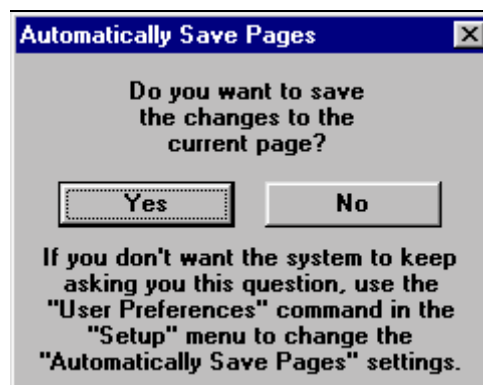 Automatically Save Pages
Do you want to save
the changes to the
current page?
Yes
No
If you don't want the system to keep
asking you this question, use the
"User Preferences" command in the
"Setup" menu to change the
"Automatically Save Pages" settings.